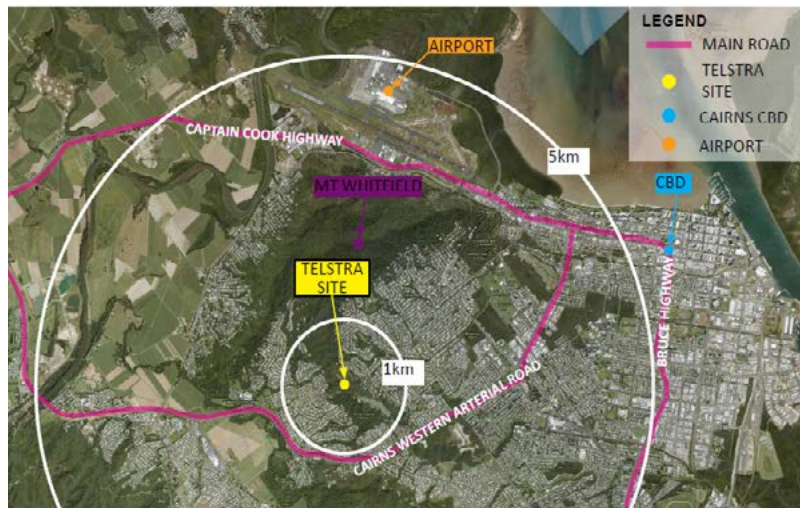 LEGEND
MAIN ROAD
TELSTRA
SITE
CAIRNS CBD
AIRPORT
AIRPORT
CAPTAIN COOK HIGHWAY
5km
MT WHITFIELD
CBD
TELSTRA
SITE
BRUCE HIGHWAY
1km
CAIRNS WESTERN ARTERIAL ROAD